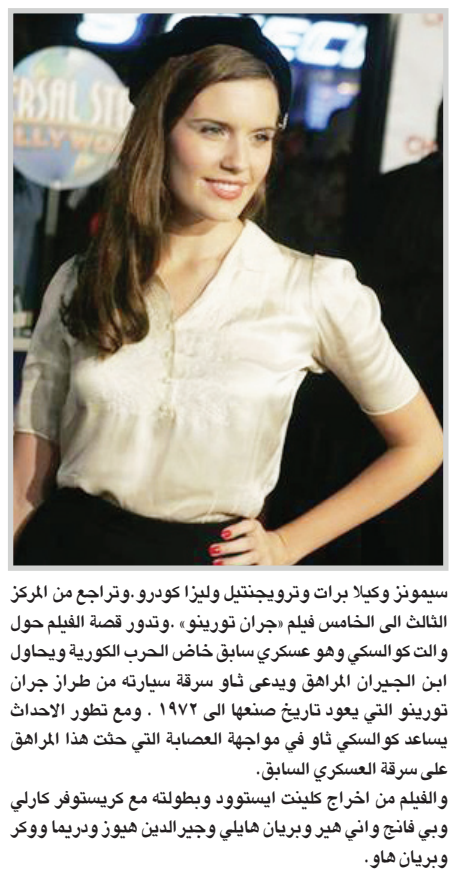 ERSAL STU
LLYWOO
سيمونز وكيلا برات وترويجنتيل وليزا كودرو.وتراجع من المركز
الثالث الى الخامس فيلم «جران تورينو» .وتدور قصة الفيلم حول
والت كوالسكي وهو عسكري سابق خاض الحرب الكورية ويحاول
ابن الجيران المراهق ويدعى ثاو سرقة سيارته من طراز جران
تورينو التي يعود تاريخ صنعها الى ١٩٧٢ . ومع تطور الاحداث
يساعد كوالسكي ثاو في مواجهة العصابة التي حثت هذا المراهق
على سرقة العسكري السابق.
والفيلم من اخراج كلينت ايستوود وبطولته مع كريستوفر كارلي
وبي فانج واني هير وبريان هايلي وجيرالدين هيوز ودريما ووكر
وبريان هاو.